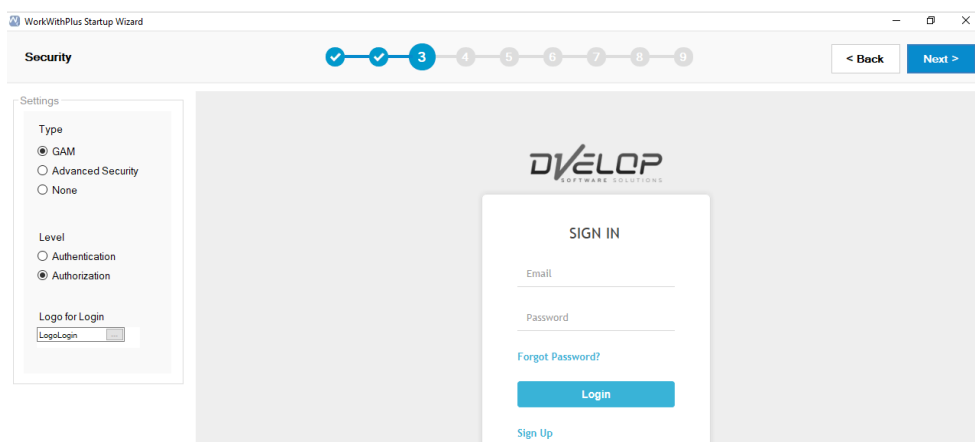 WorkWithPlus Startup Wizard
Security
3 4 5 6 7 8 9
< Back
Next >
Settings
Type
GAM
Advanced Security
None
Level
Authentication
Authorization
Logo for Login
LogoLogin ...
DVELOP
SOFTWARE SOLUTIONS
SIGN IN
Email
Password
Forgot Password?
Login
Sign Up